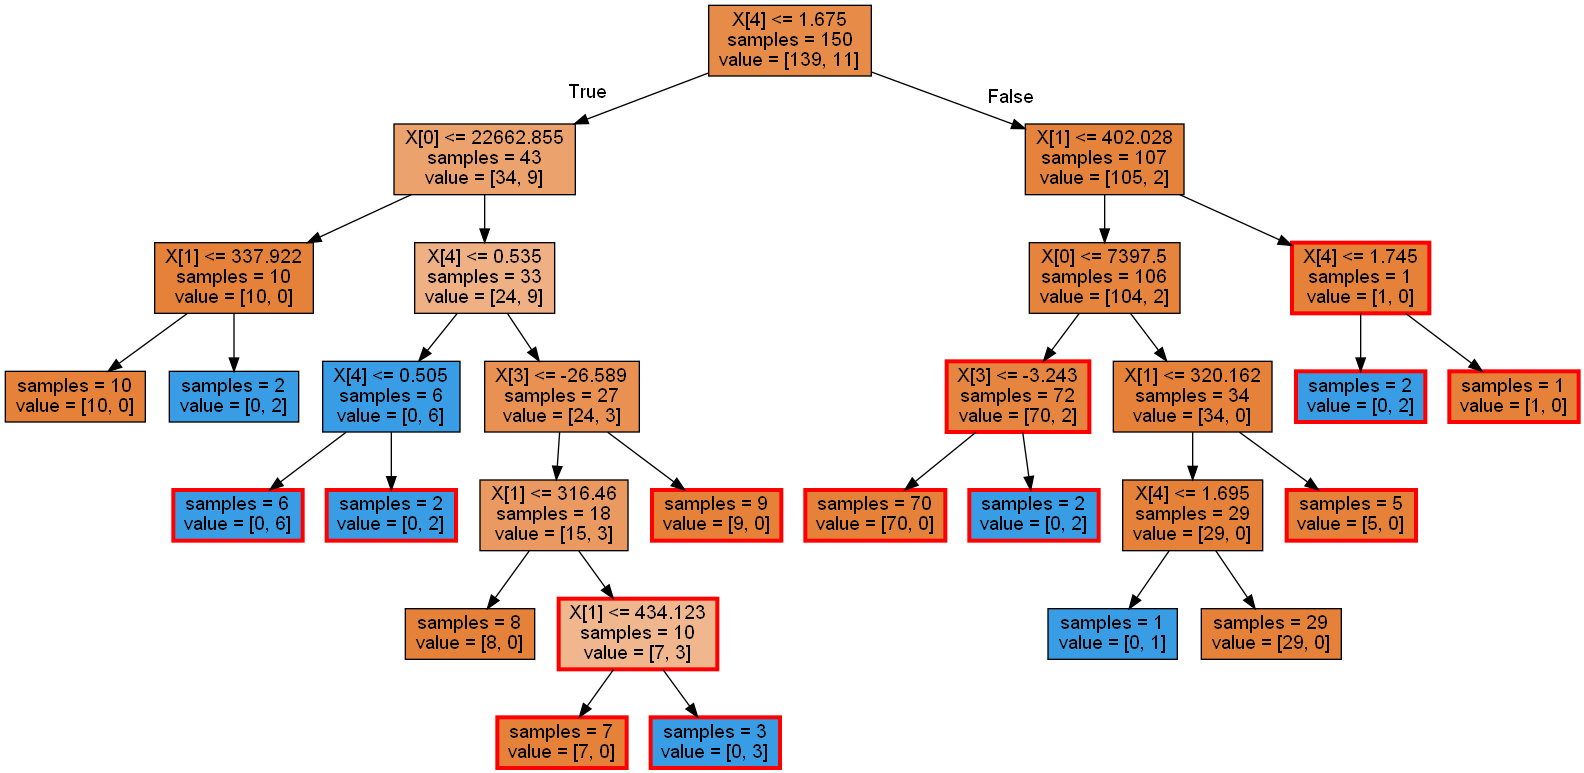 X[4] <= 1.675
samples = 150
value = [139, 11]
True
False
X[0] <= 22662.855
samples = 43
value = [34, 9]
X[1] <= 402.028
samples = 107
value = [105, 2]
X[1] <= 337.922
samples = 10
value = [10, 0]
X[4] <= 0.535
samples = 33
value = [24, 9]
X[0] <= 7397.5
samples = 106
value = [104, 2]
X[4] <= 1.745
samples = 1
value = [1, 0]
samples = 10
value = [10, 0]
samples = 2
value = [0, 2]
X[4] <= 0.505
samples = 6
value = [0, 6]
X[3] <= -26.589
samples = 27
value = [24, 3]
X[3] <= -3.243
samples = 72
value = [70, 2]
X[1] <= 320.162
samples = 34
value = [34, 0]
samples = 2
value = [0, 2]
samples = 1
value = [1, 0]
samples = 6
value = [0, 6]
samples = 2
value = [0, 2]
X[1] <= 316.46
samples = 18
value = [15, 3]
samples = 9
value = [9, 0]
samples = 70
value = [70, 0]
samples = 2
value = [0, 2]
X[4] <= 1.695
samples = 29
value = [29, 0]
samples = 5
value = [5, 0]
samples = 8
value = [8, 0]
X[1] <= 434.123
samples = 10
value = [7, 3]
samples = 1
value = [0, 1]
samples = 29
value = [29, 0]
samples = 7
value = [7, 0]
samples = 3
value = [0, 3]